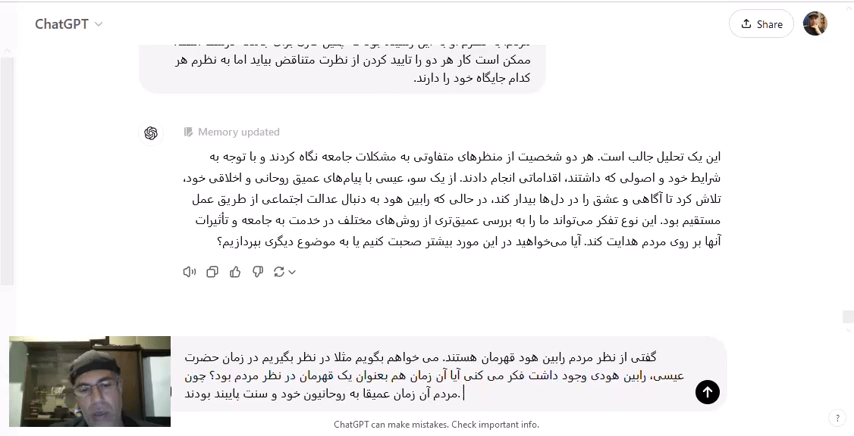 ChatGPT
Share
ممکن است کار هر دو را تایید کردن از نظرت متناقض بیاید اما به نظرم هر
کدام جایگاه خود را دارند.
Memory updated
این یک تحلیل جالب است. هر دو شخصیت از منظرهای متفاوتی به مشکلات جامعه نگاه کردند و با توجه به
شرایط خود و اصولی که داشتند، اقداماتی انجام دادند. از یک سو، عیسی با پیام‌های عمیق روحانی و اخلاقی خود،
تلاش کرد تا آگاهی و عشق را در دل‌ها بیدار کند، در حالی که رابین هود به دنبال عدالت اجتماعی از طریق عمل
مستقیم بود. این نوع تفکر می‌تواند ما را به بررسی عمیق‌تری از روش‌های مختلف در خدمت به جامعه و تأثیرات
آنها بر روی مردم هدایت کند. آیا می‌خواهید در این مورد بیشتر صحبت کنیم یا به موضوع دیگری بپردازیم؟
گفتی از نظر مردم رابین هود قهرمان هستند. می خواهم بگویم مثلا در نظر بگیریم در زمان حضرت
عیسی، رابین هودی وجود داشت فکر می کنی آیا آن زمان هم بعنوان یک قهرمان در نظر مردم بود؟ چون
مردم آن زمان عمیقا به روحانیون خود و سنت پایبند بودند.
ChatGPT can make mistakes. Check important info.
?